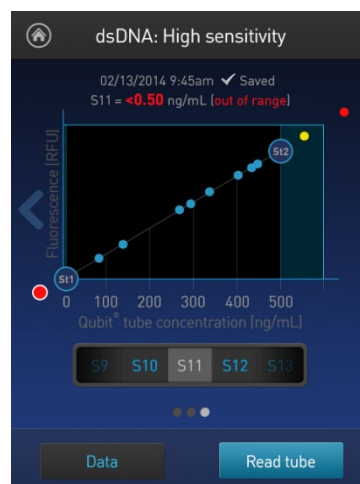 dsDNA: High sensitivity
02/13/2014 9:45am ✔ Saved
S11 = <0.50 ng/mL (out of range)
Fluorescence (RFU)
St2
St1
0 100 200 300 400 500
Qubit® tube concentration (ng/mL)
S9 S10 S11 S12 S13
Data Read tube